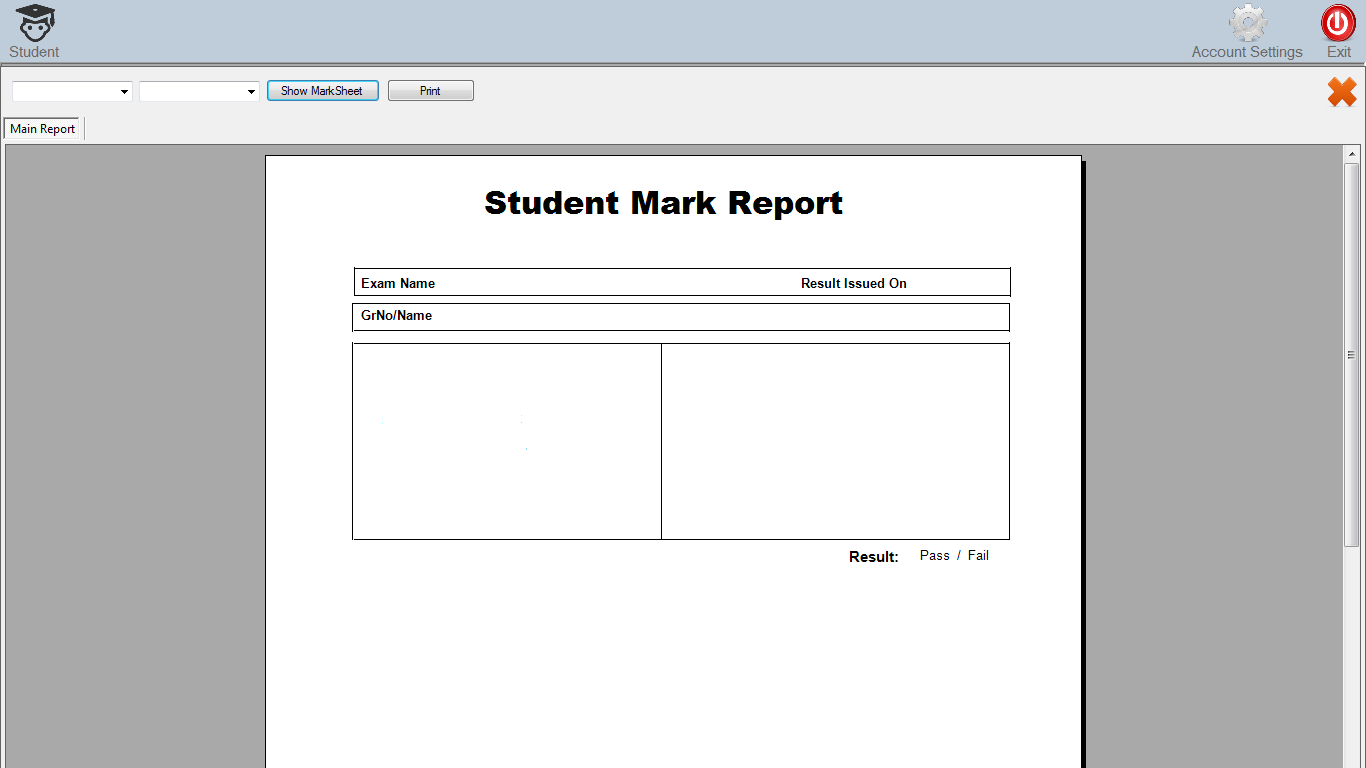 Student
Account Settings
Exit
Show MarkSheet
Print
Main Report
Student Mark Report
Exam Name
Result Issued On
GrNo/Name
Result:
Pass / Fail